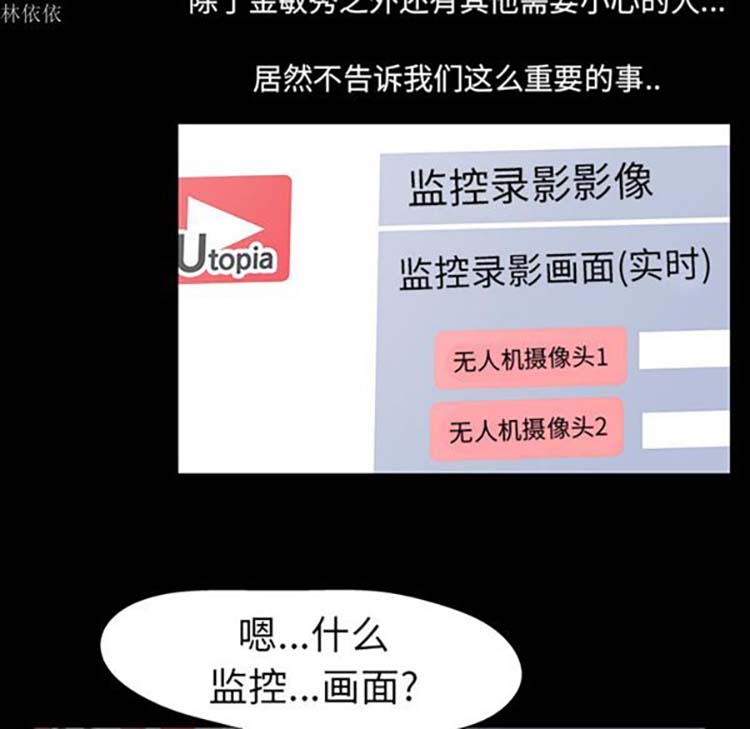 除了金敏秀之外还有其他需要小心的人...
林依依
居然不告诉我们这么重要的事..
监控录影影像
Utopia
监控录影画面(实时)
无人机摄像头1
无人机摄像头2
嗯...什么
监控...画面?